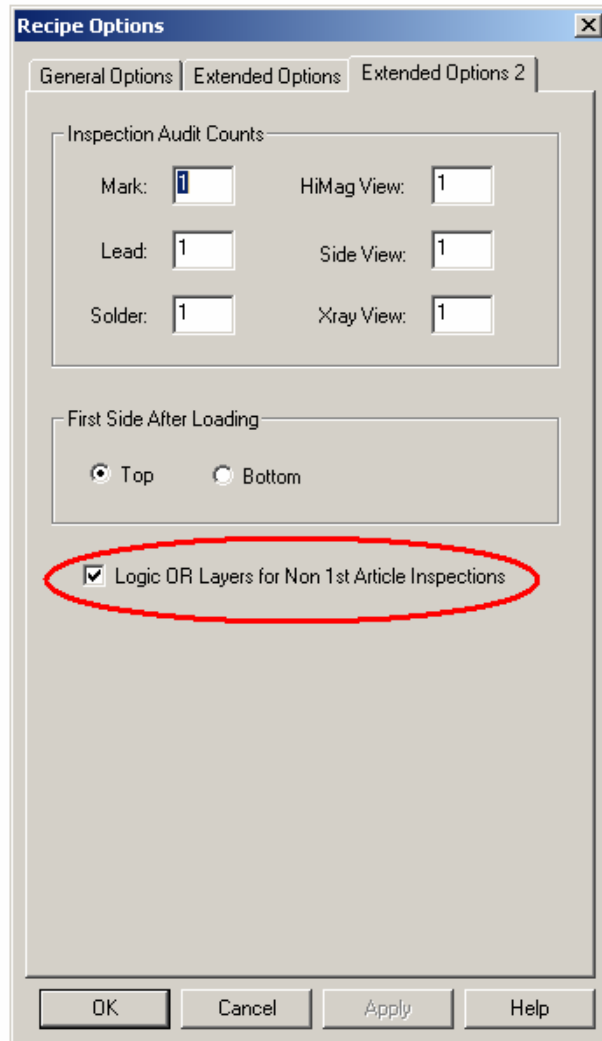 Recipe Options
General Options Extended Options Extended Options 2
Inspection Audit Counts
Mark: 1 HiMag View: 1
Lead: 1 Side View: 1
Solder: 1 Xray View: 1
First Side After Loading
Top Bottom
Logic OR Layers for Non 1st Article Inspections
OK Cancel Apply Help